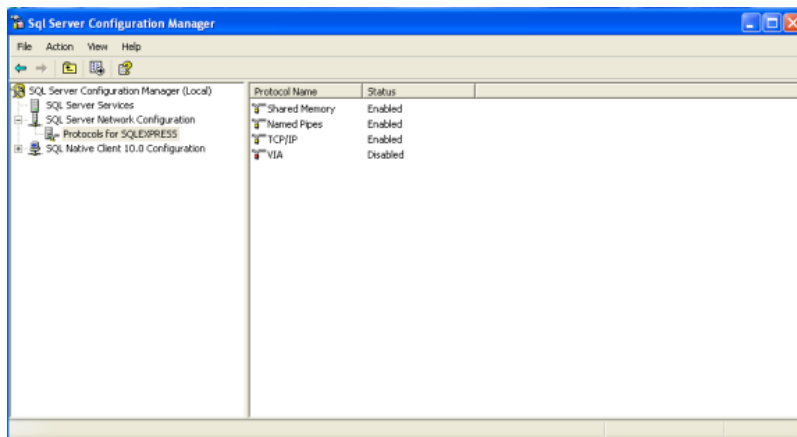 Sql Server Configuration Manager
File Action View Help
SQL Server Configuration Manager (Local)
SQL Server Services
SQL Server Network Configuration
Protocols for SQLEXPRESS
SQL Native Client 10.0 Configuration
Protocol Name Status
Shared Memory Enabled
Named Pipes Enabled
TCP/IP Enabled
VIA Disabled